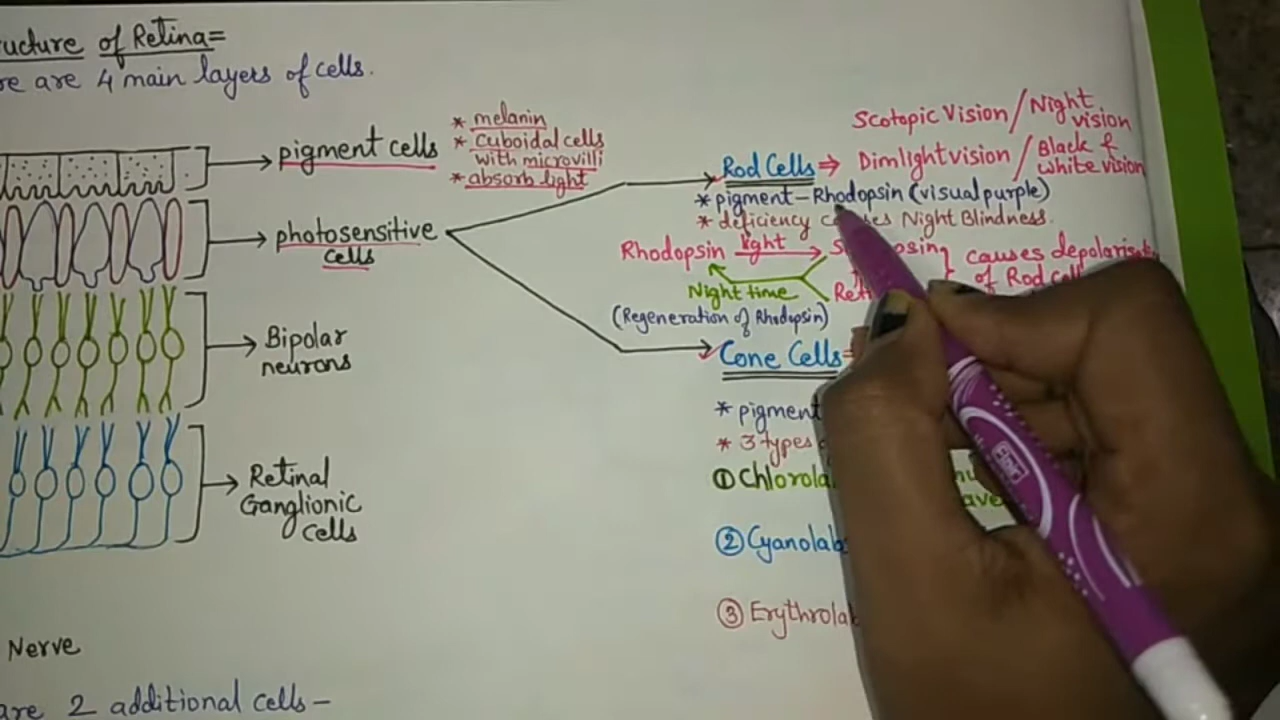 ructure of Retina=
re are 4 main layers of cells.
pigment cells
* melanin
* cuboidal cells
with microvilli
* absorb light
photosensitive
cells
Bipolar
neurons
Retinal
Ganglionic
cells
Scotopic Vision / Night
vision
Rod Cells ⇒ Dimlight vision / Black &
white vision
* pigment - Rhodopsin (visual purple)
* deficiency causes Night Blindness.
Rhodopsin light
causes depolaris
of Rod cell
Night time
(Regeneration of Rhodopsin)
Cone Cells
* pigment
* 3 types
① Chlorola
② Cyanolab
③ Erythrolab
Nerve
are 2 additional cells -